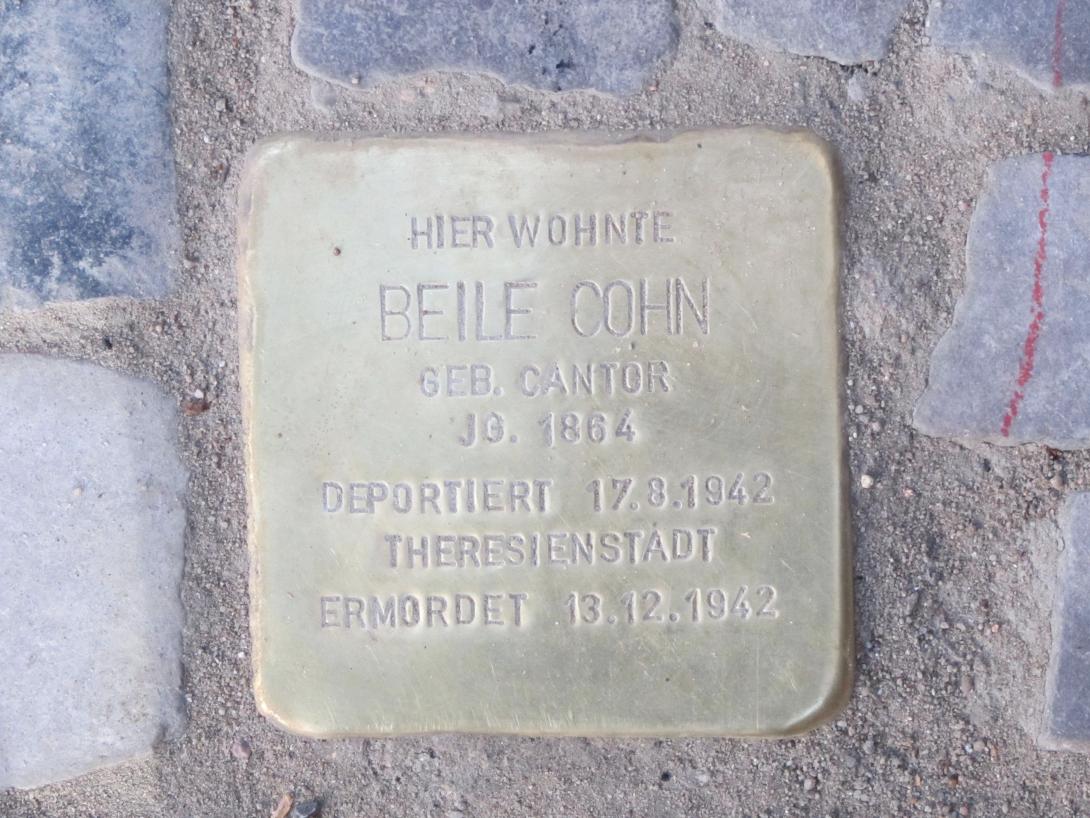 HIER WOHNTE
BEILE COHN
GEB. CANTOR
JG. 1864
DEPORTIERT 17.8.1942
THERESIENSTADT
ERMORDET 13.12.1942